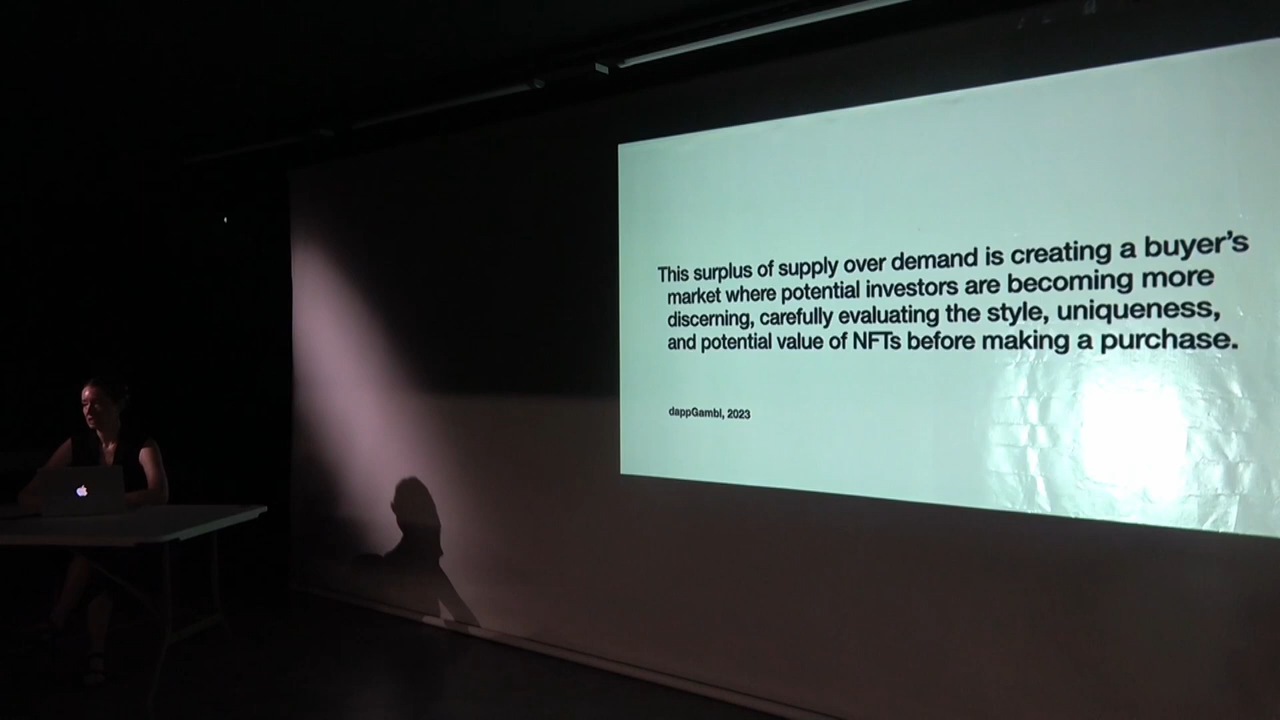 This surplus of supply over demand is creating a buyer's
market where potential investors are becoming more
discerning, carefully evaluating the style, uniqueness,
and potential value of NFTs before making a purchase.
dappGambl, 2023